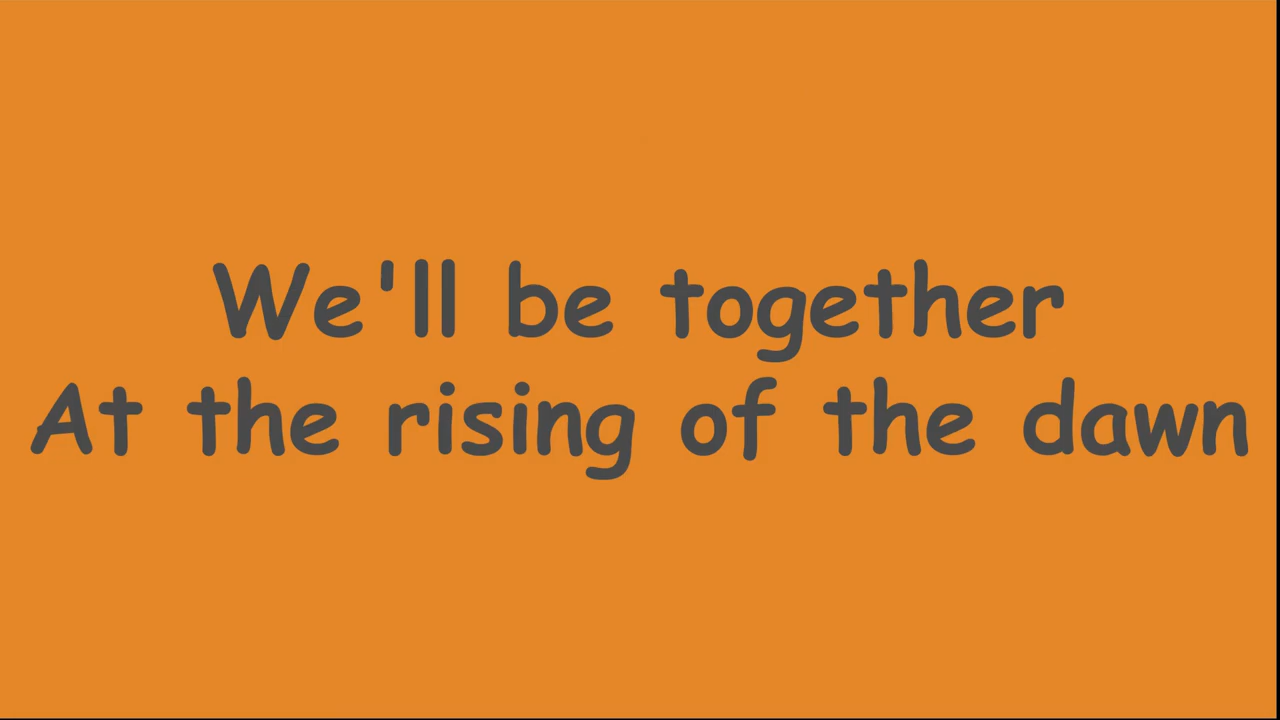 We'll be together
At the rising of the dawn